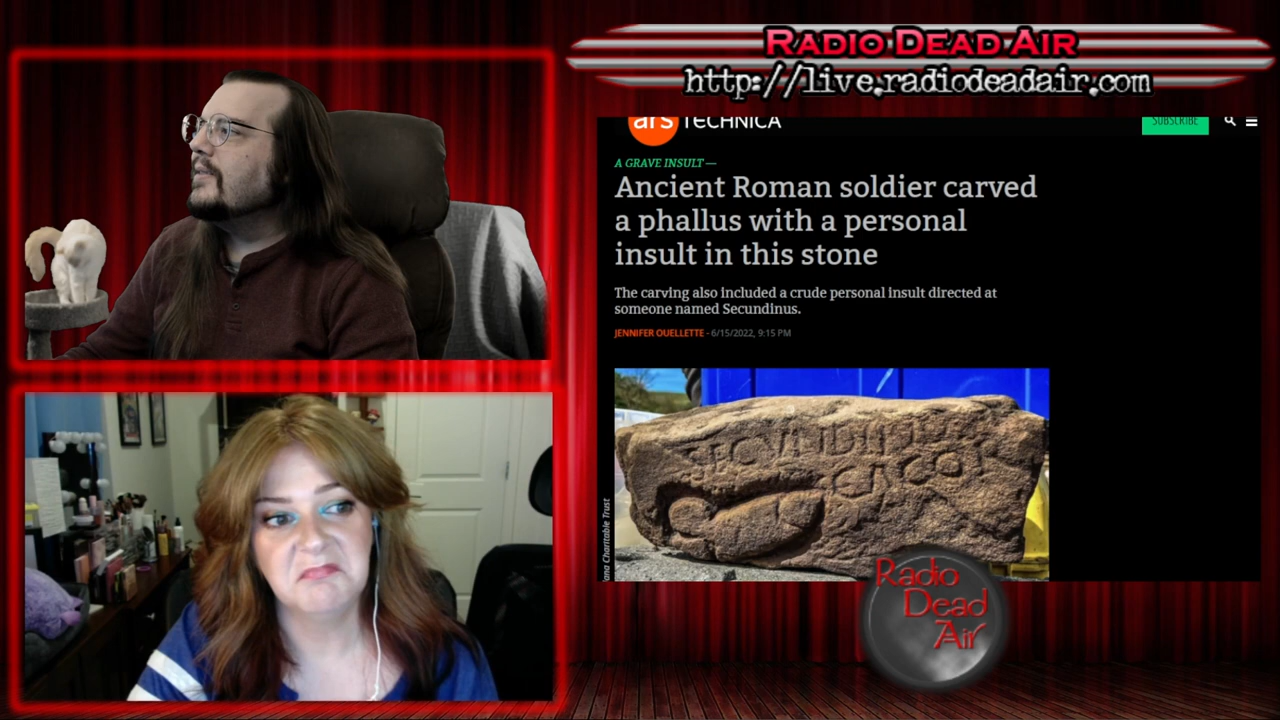 RADIO DEAD AIR
http://live.radiodeadair.com
ars TECHNICA
SUBSCRIBE
A GRAVE INSULT —
Ancient Roman soldier carved
a phallus with a personal
insult in this stone
The carving also included a crude personal insult directed at
someone named Secundinus.
JENNIFER OUELLETTE - 6/15/2022, 9:15 PM
Charitable Trust
Radio
Dead
Air